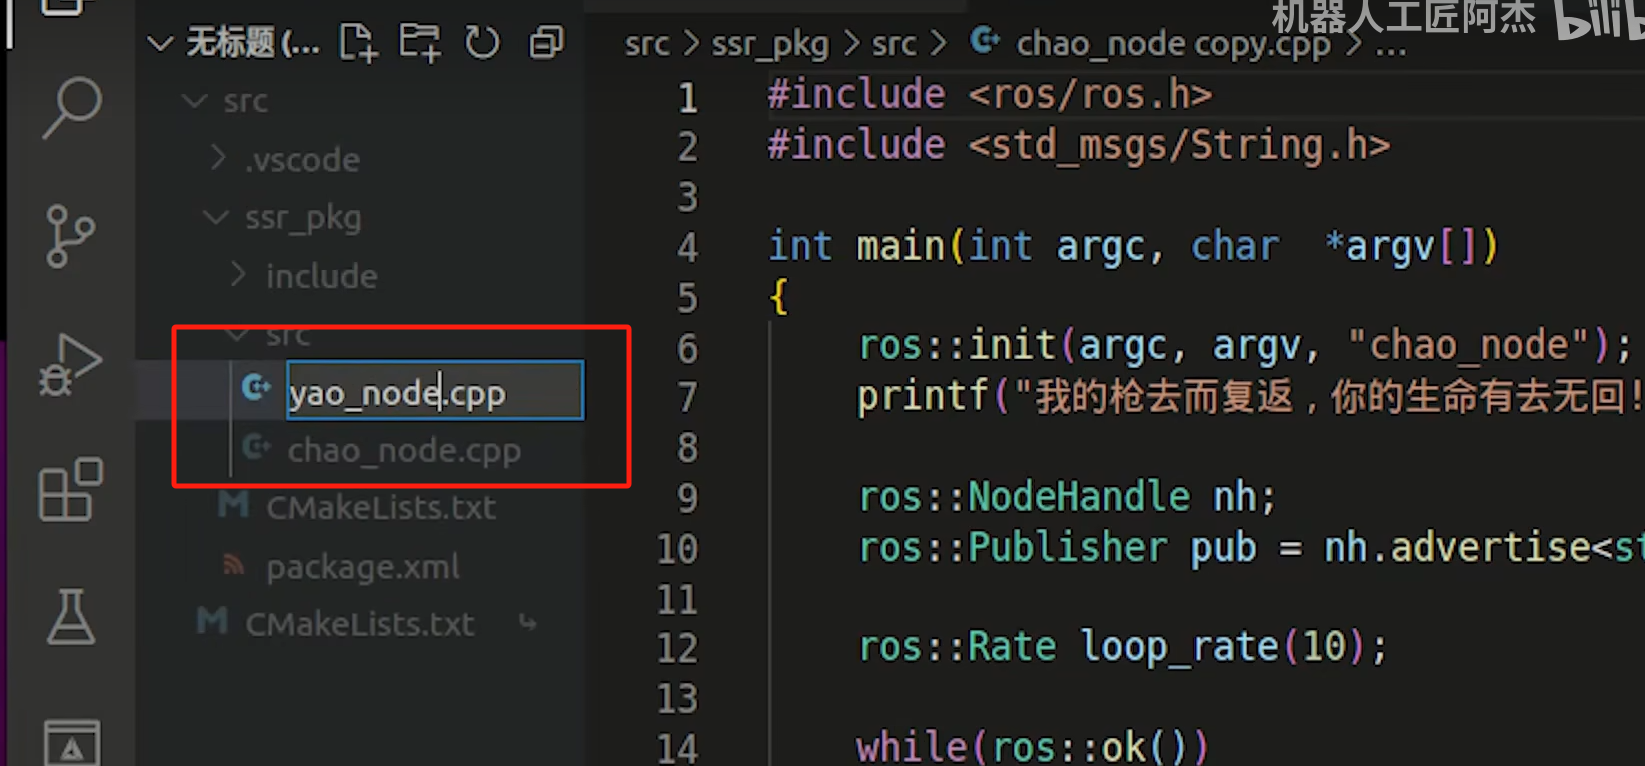 机器人工匠阿杰 bilib
无标题 (...
src
.vscode
ssr_pkg
include
src
yao_node.cpp
chao_node.cpp
CMakeLists.txt
package.xml
CMakeLists.txt
src > ssr_pkg > src > chao_node copy.cpp > ...
1 #include <ros/ros.h>
2 #include <std_msgs/String.h>
3
4 int main(int argc, char  *argv[])
5 {
6 ros::init(argc, argv, "chao_node");
7 printf("我的枪去而复返，你的生命有去无回!
8
9 ros::NodeHandle nh;
10 ros::Publisher pub = nh.advertise<st
11
12 ros::Rate loop_rate(10);
13
14 while(ros::ok())